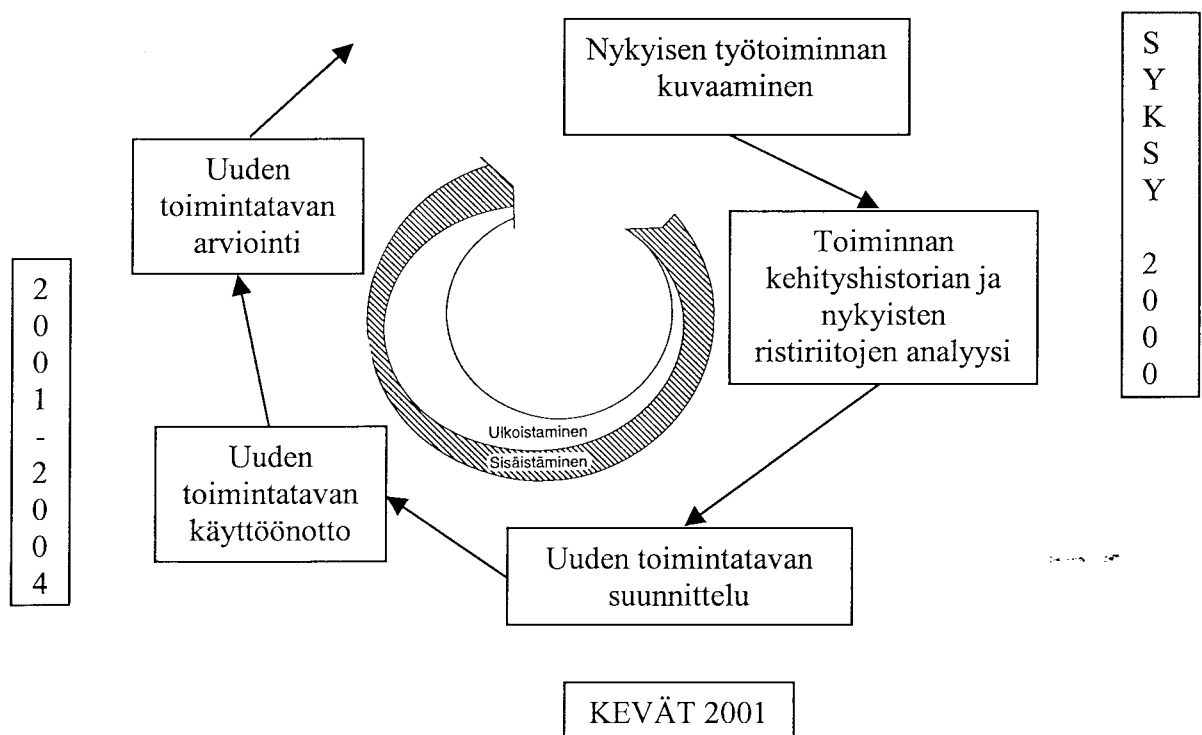 Nykyisen työtoiminnan
kuvaaminen
S
Y
K
S
Y
2
0
0
0
Toiminnan
kehityshistorian ja
nykyisten
ristiriitojen analyysi
Uuden toimintatavan
suunnittelu
KEVÄT 2001
Uuden
toimintatavan
käyttöönotto
Uuden
toimintatavan
arviointi
2
0
0
1
-
2
0
0
4
Ulkoistaminen
Sisäistäminen